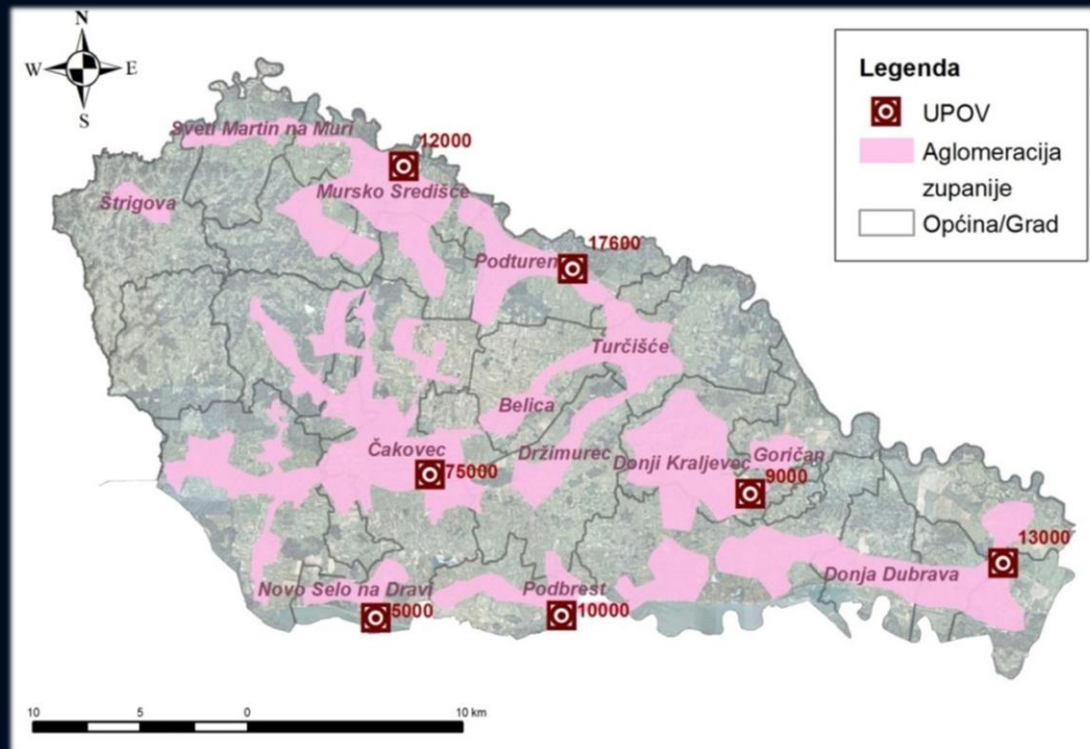 N
W E
S
Legenda
UPOV
Aglomeracija
zupanije
Općina/Grad
Sveti Martin na Muri
12000
Štrigova
Mursko Središće
17600
Podturen
Turčišće
Belica
Čakovec
75000
Držimurec
Donji Kraljevec
Goričan
9000
13000
Novo Selo na Dravi
5000
Podbrest
10000
Donja Dubrava
10 5 0 10 km